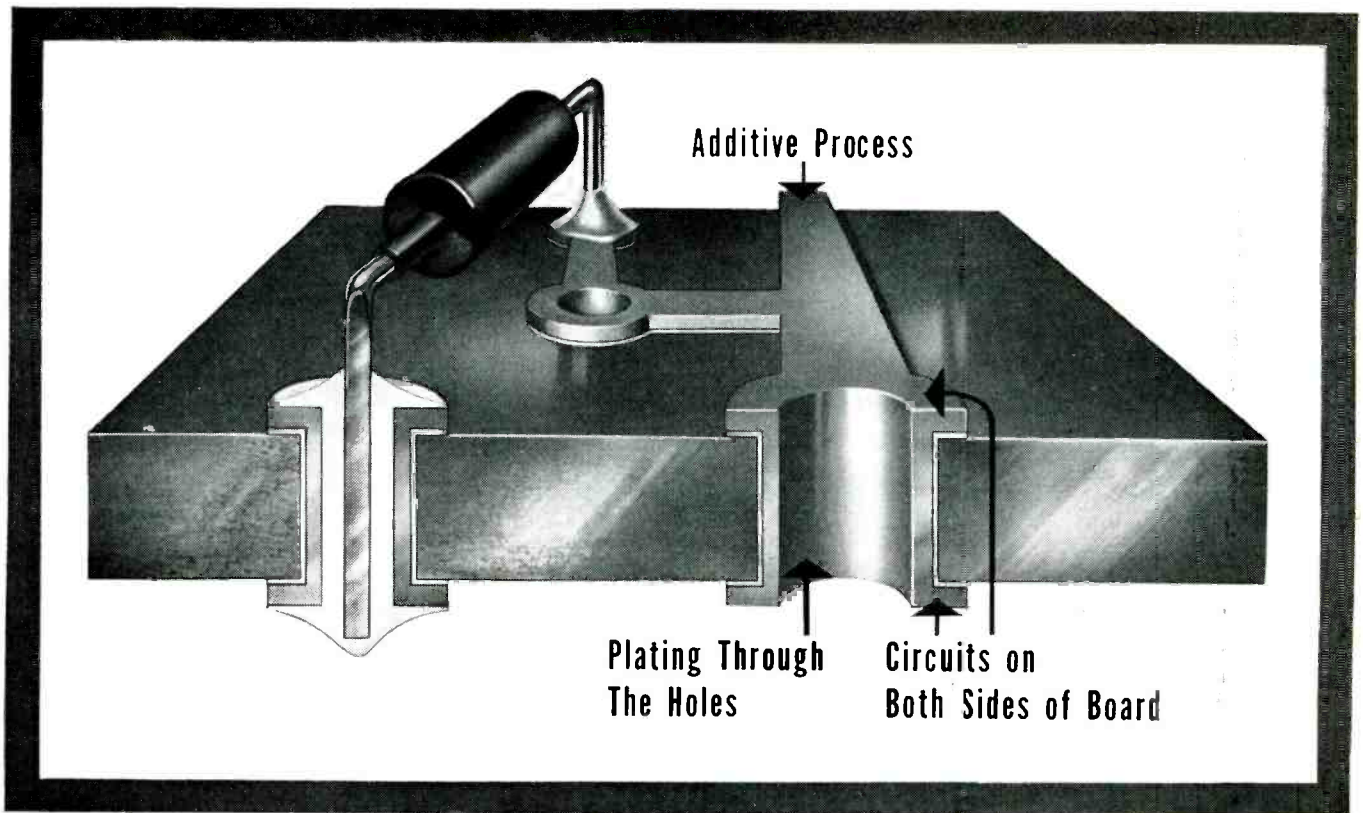 Additive Process
Plating Through
The Holes
Circuits on
Both Sides of Board